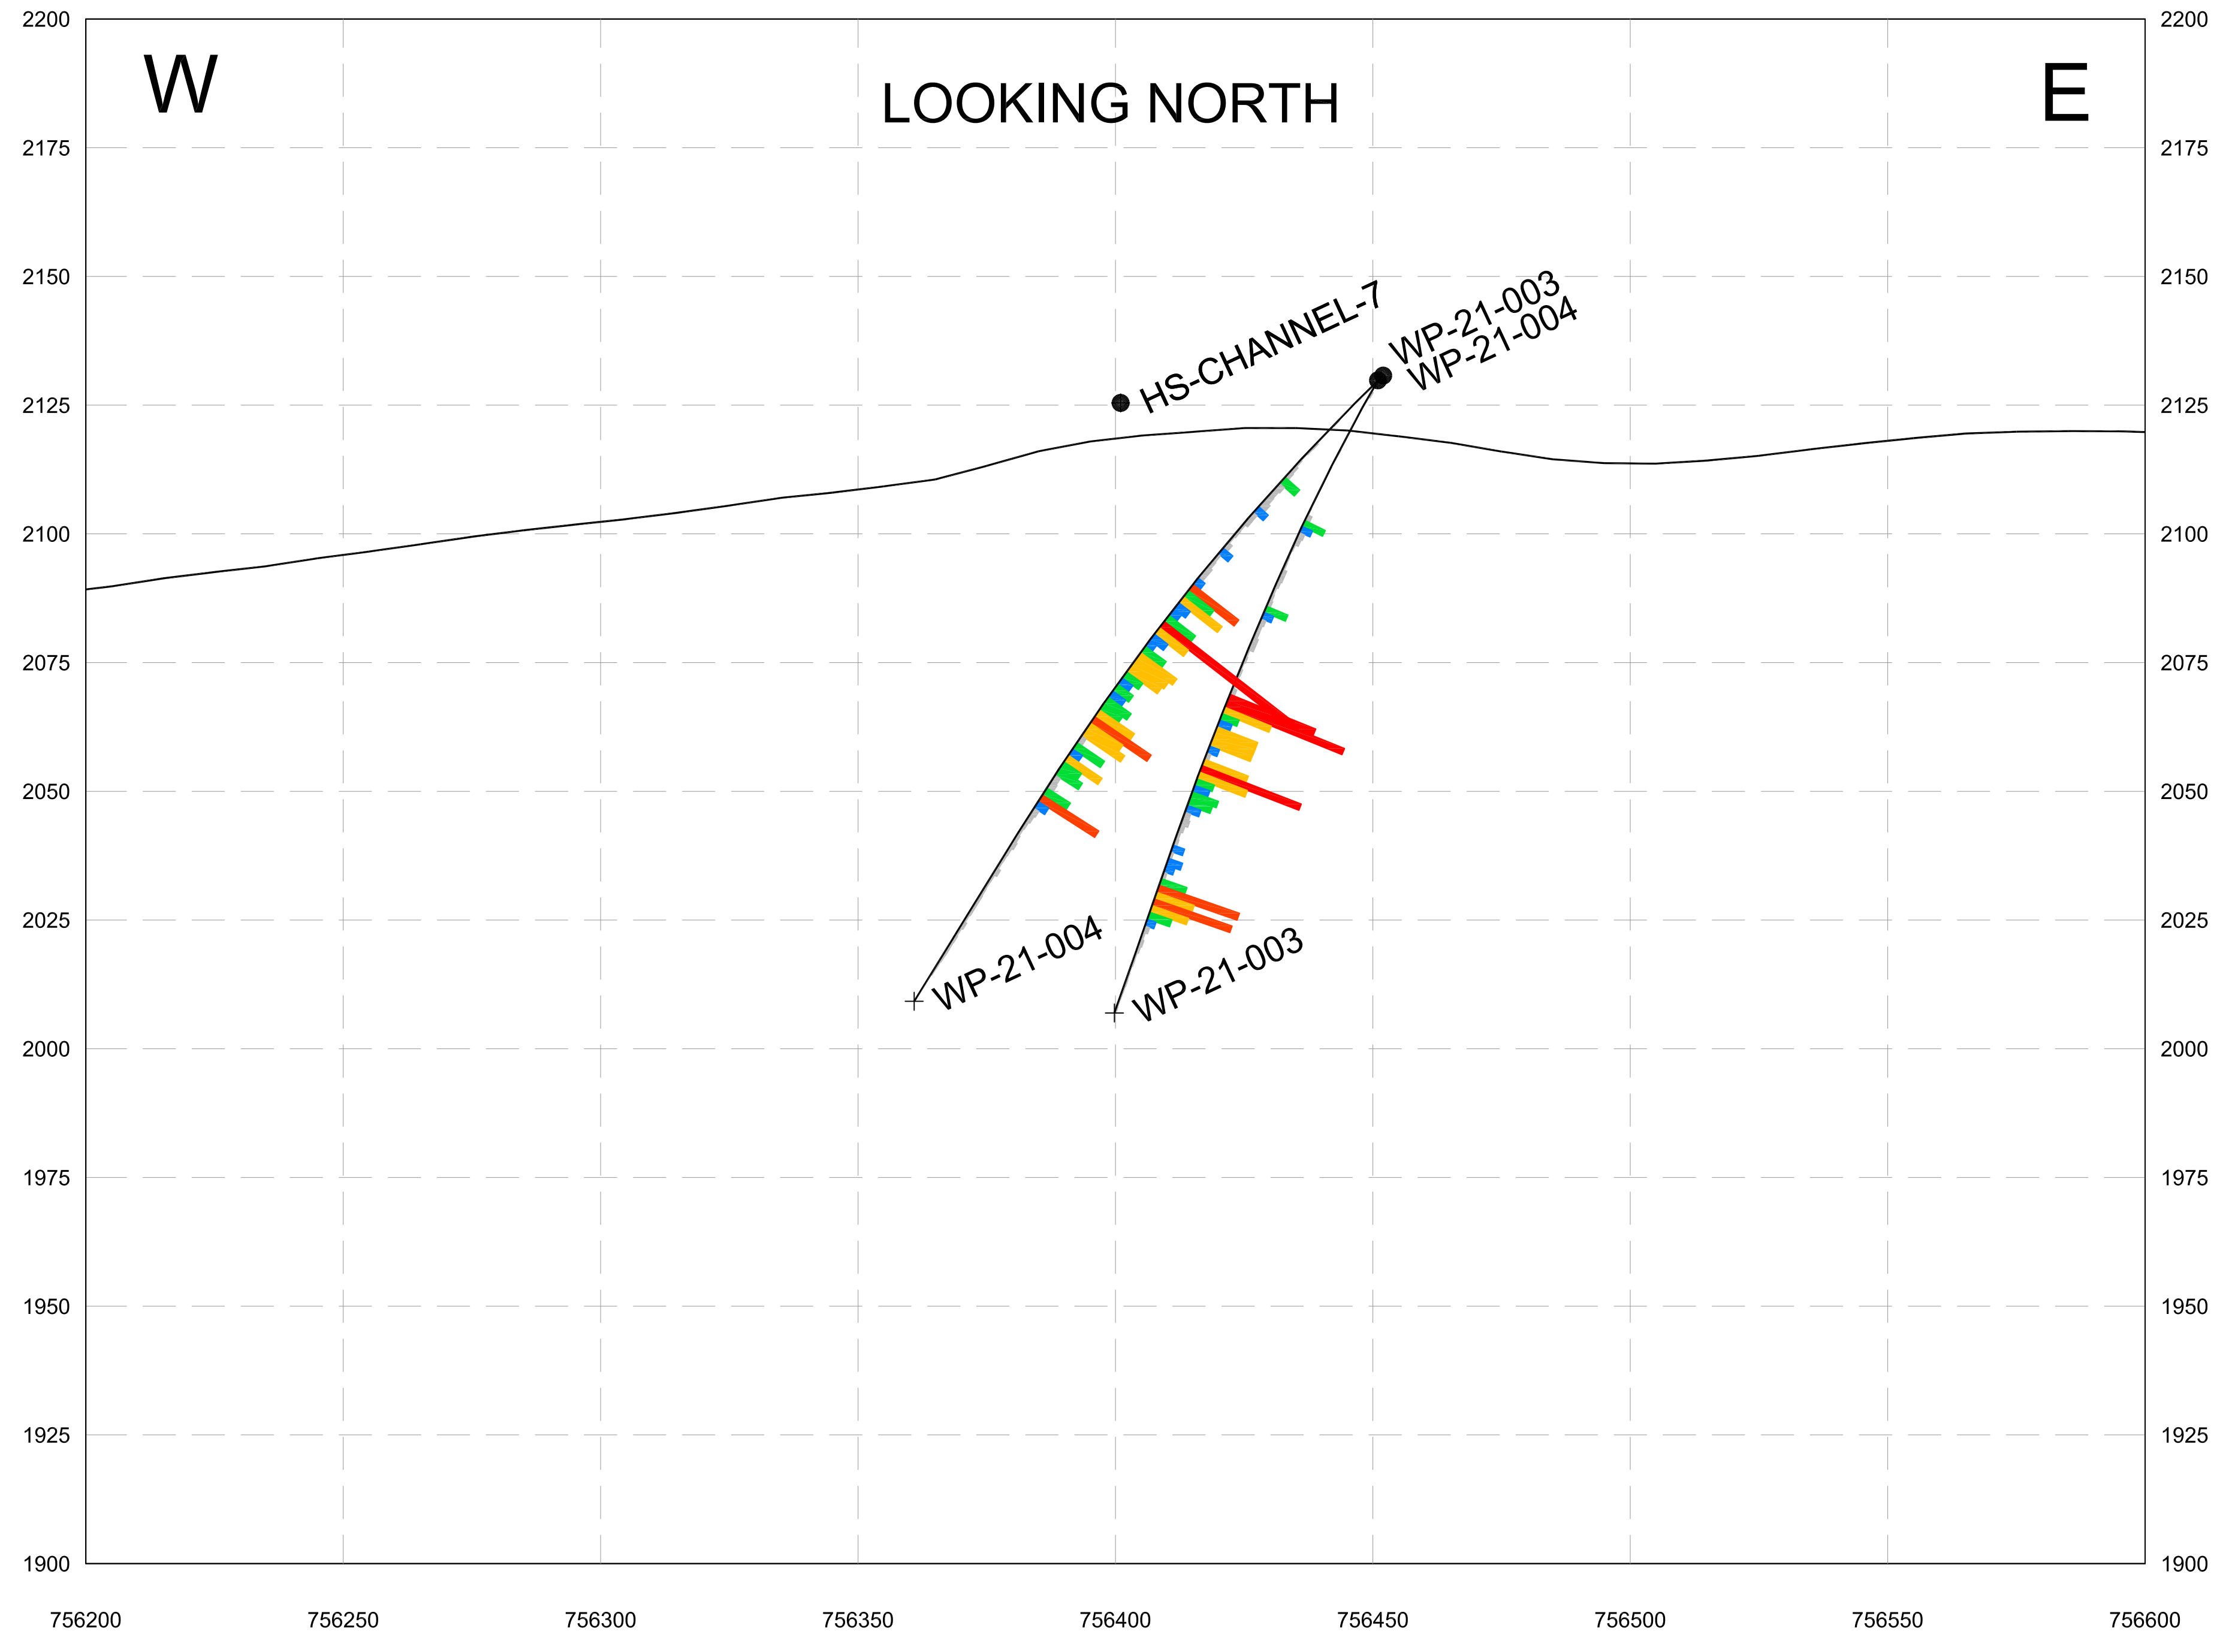 2200 2200
W E
LOOKING NORTH
2175 2175
2150 2150
HS-CHANNEL-7
WP-21-003
WP-21-004
2125 2125
2100 2100
2075 2075
2050 2050
2025 2025
WP-21-004
WP-21-003
2000 2000
1975 1975
1950 1950
1925 1925
1900 1900
756200 756250 756300 756350 756400 756450 756500 756550 756600